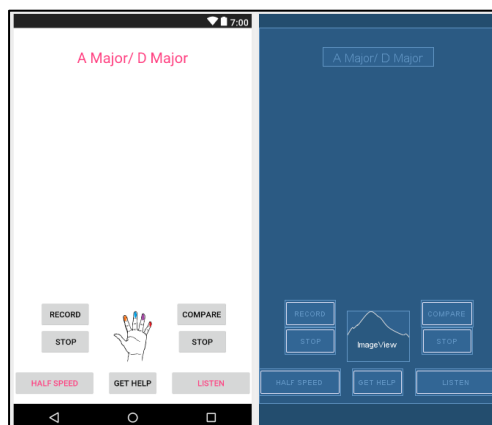 7:00
A Major/ D Major
RECORD
COMPARE
STOP
STOP
HALF SPEED
GET HELP
LISTEN
A Major/ D Major
RECORD
COMPARE
STOP
ImageView
STOP
HALF SPEED
GET HELP
LISTEN